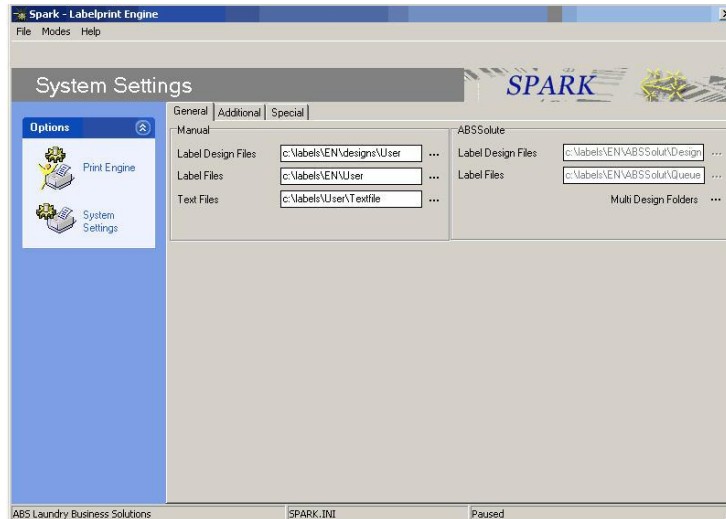 Spark - Labelprint Engine
File Modes Help
System Settings
SPARK
Options
Print Engine
System
Settings
General Additional Special
Manual
Label Design Files c:\labels\EN\designs\User ...
Label Files c:\labels\EN\User ...
Text Files c:\labels\User\Textfile ...
ABSSolute
Label Design Files c:\labels\EN\ABSSolut\Design ...
Label Files c:\labels\EN\ABSSolut\Queue ...
Multi Design Folders ...
ABS Laundry Business Solutions SPARK.INI Paused